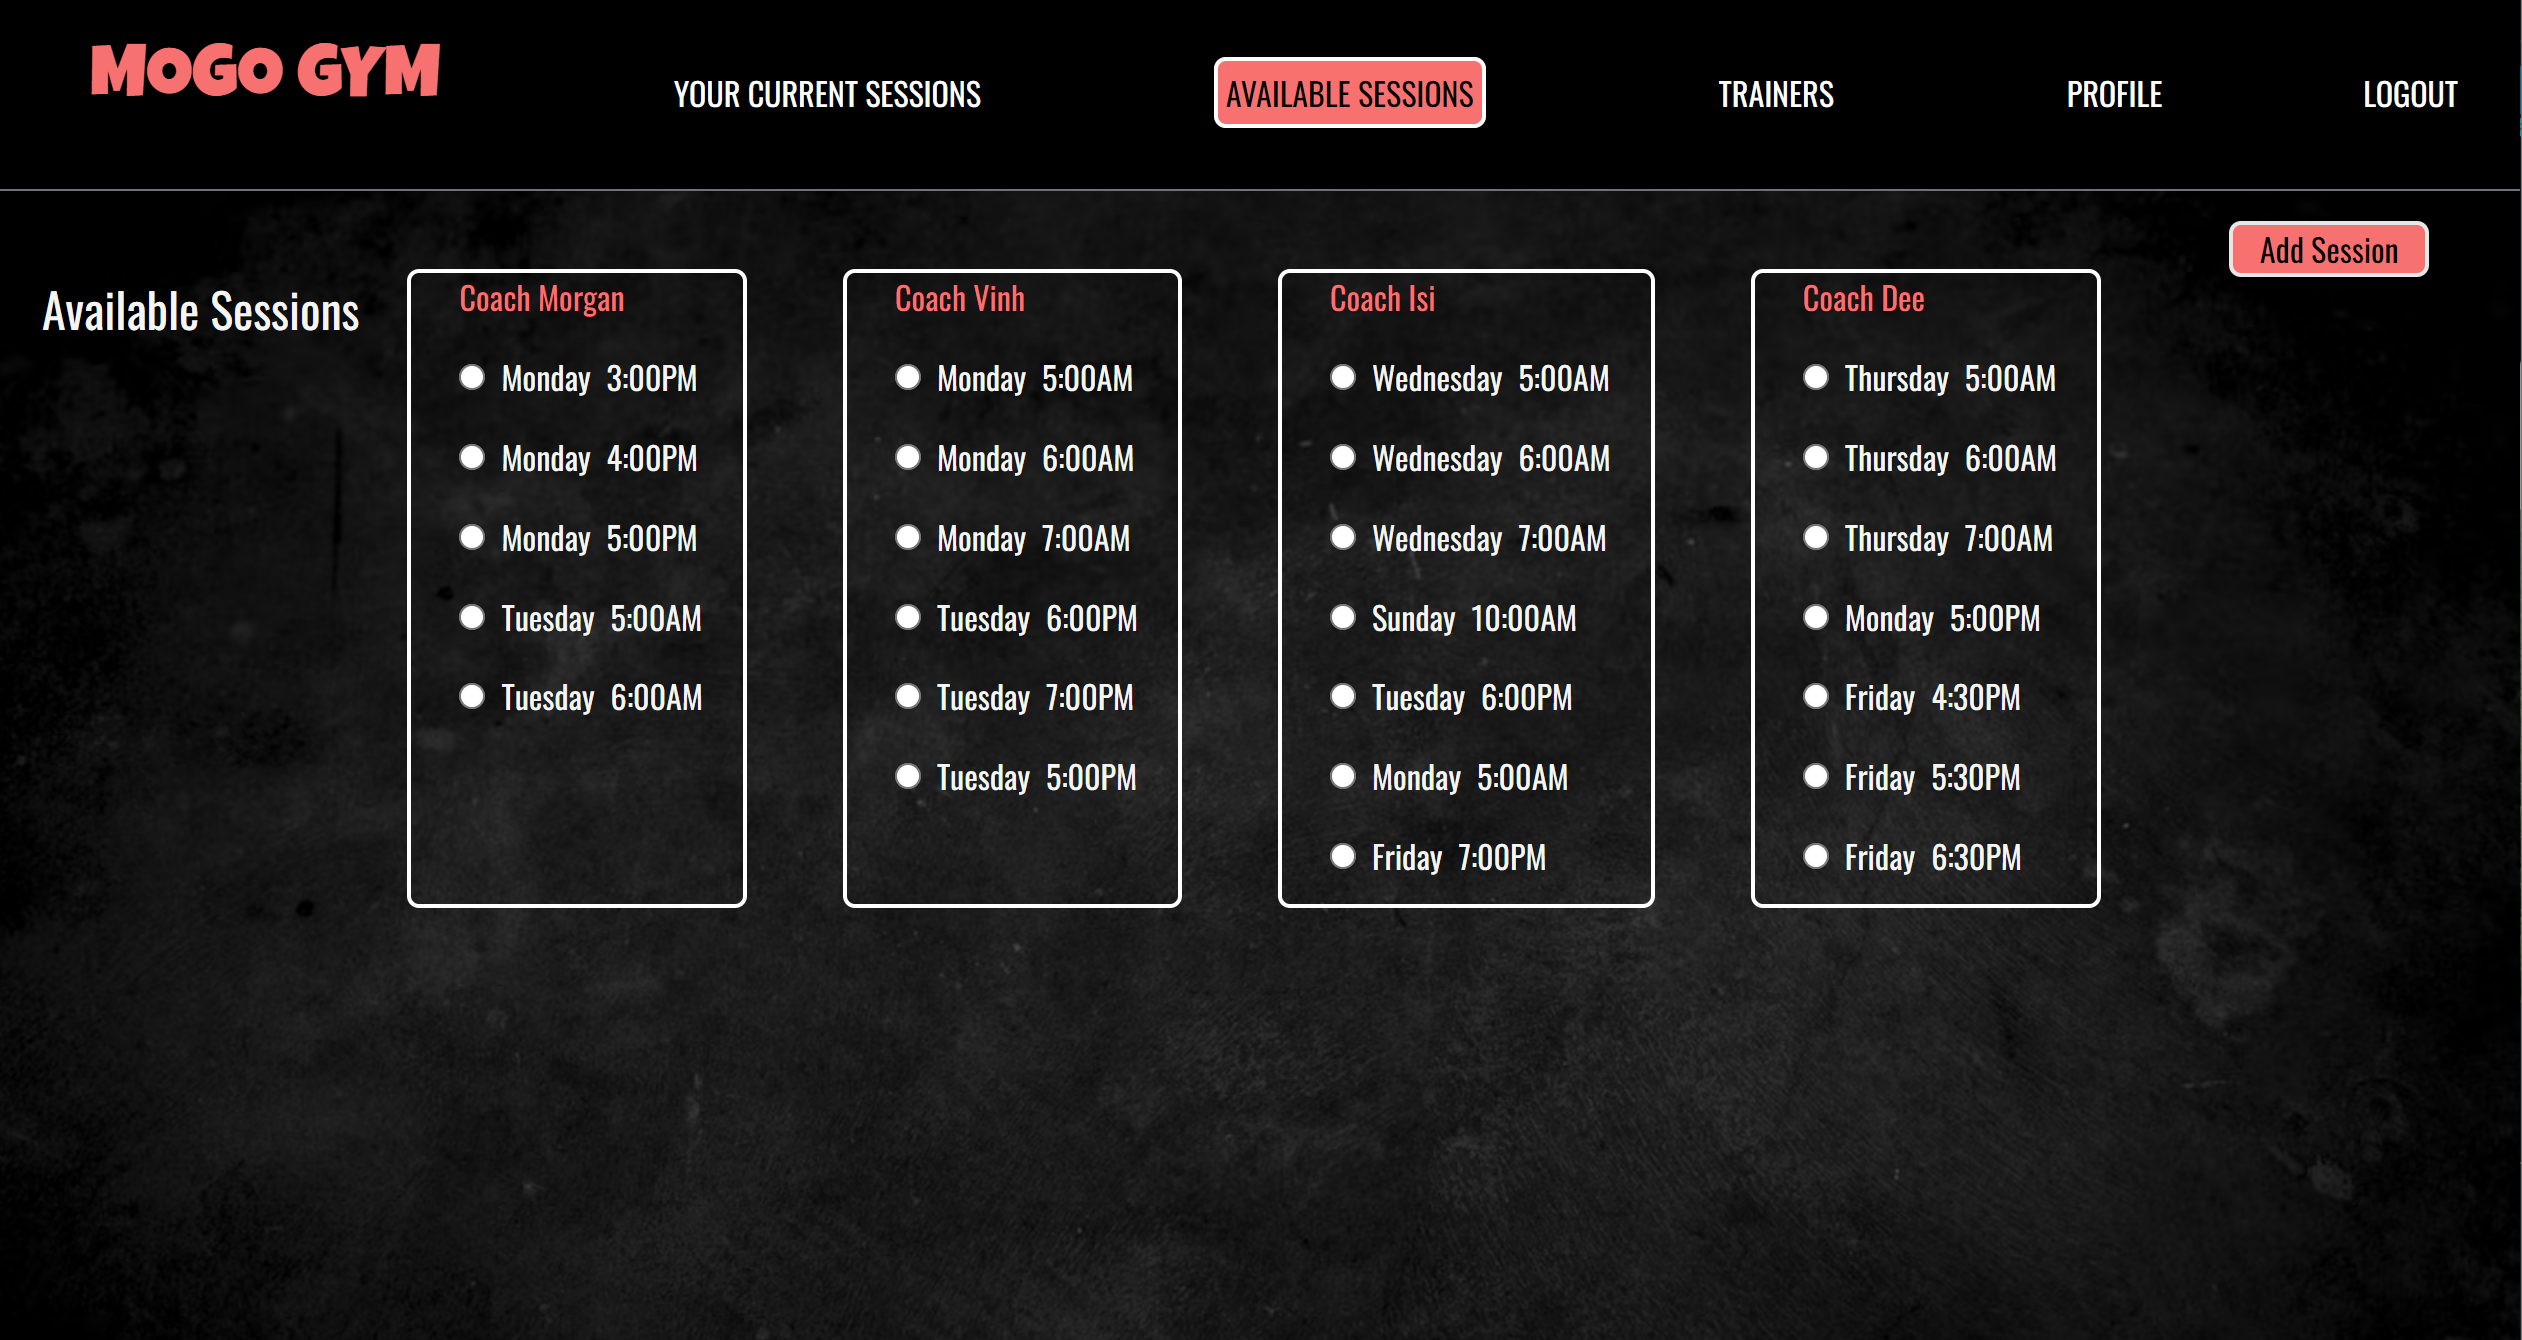 MOGO GYM
YOUR CURRENT SESSIONS
AVAILABLE SESSIONS
TRAINERS
PROFILE
LOGOUT
Add Session
Available Sessions
Coach Morgan
Monday 3:00PM
Monday 4:00PM
Monday 5:00PM
Tuesday 5:00AM
Tuesday 6:00AM
Coach Vinh
Monday 5:00AM
Monday 6:00AM
Monday 7:00AM
Tuesday 6:00PM
Tuesday 7:00PM
Tuesday 5:00PM
Coach Isi
Wednesday 5:00AM
Wednesday 6:00AM
Wednesday 7:00AM
Sunday 10:00AM
Tuesday 6:00PM
Monday 5:00AM
Friday 7:00PM
Coach Dee
Thursday 5:00AM
Thursday 6:00AM
Thursday 7:00AM
Monday 5:00PM
Friday 4:30PM
Friday 5:30PM
Friday 6:30PM